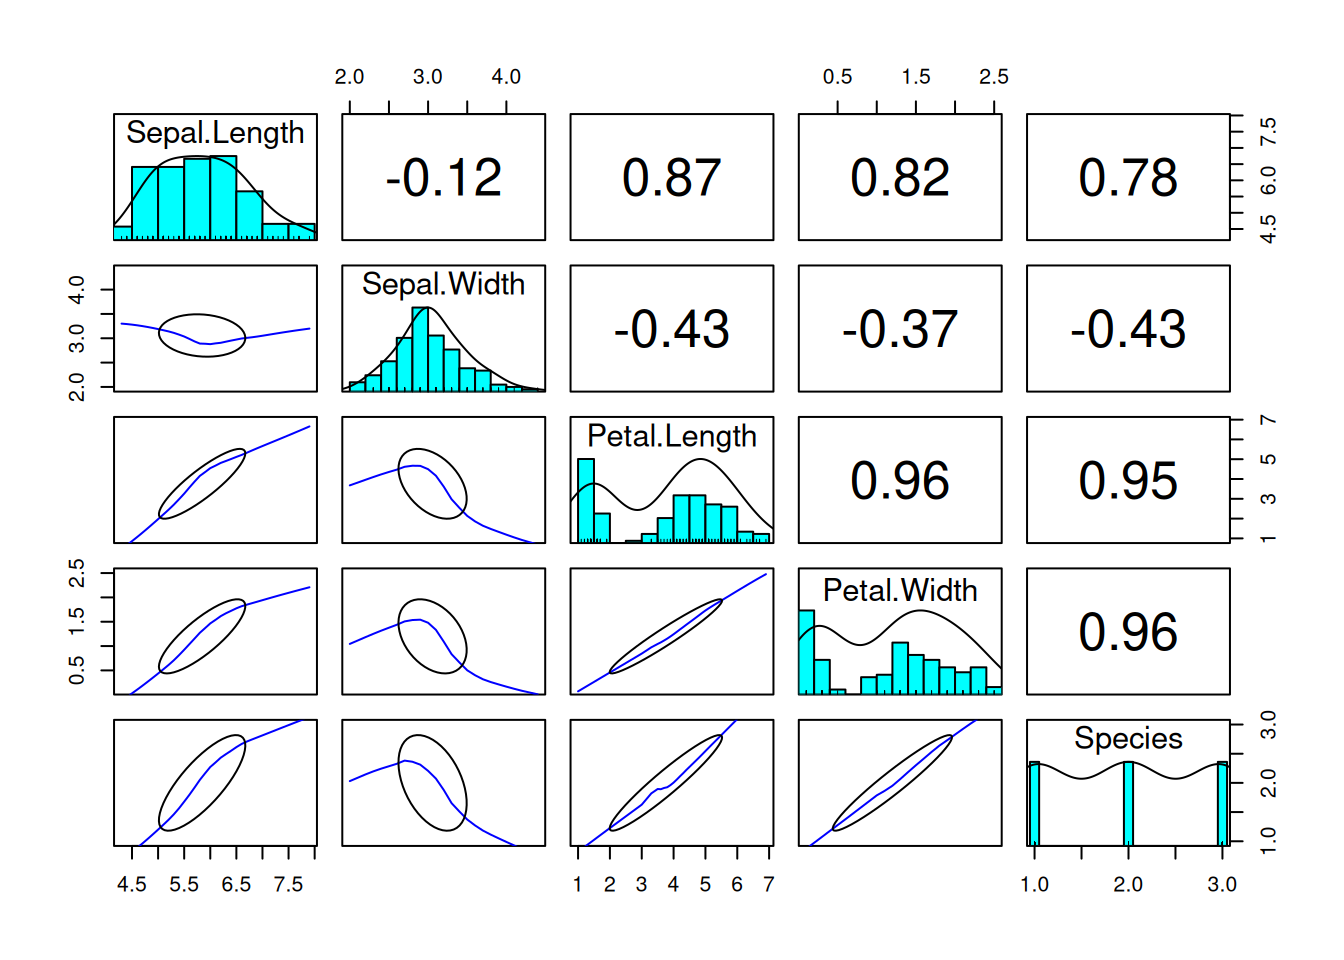 2.0 3.0 4.0 0.5 1.5 2.5
Sepal.Length -0.12 0.87 0.82 0.78 4.5 6.0 7.5
2.0 3.0 4.0 Sepal.Width -0.43 -0.37 -0.43
Petal.Length 0.96 0.95 1 3 5 7
0.5 1.5 2.5 Petal.Width 0.96
Species 1.0 2.0 3.0
4.5 5.5 6.5 7.5 1 2 3 4 5 6 7 1.0 2.0 3.0